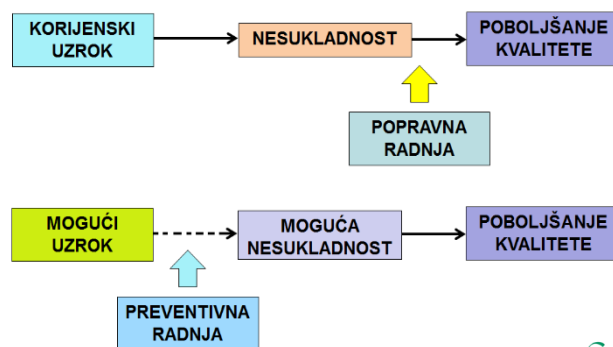 KORIJENSKI
UZROK
NESUKLADNOST
POBOLJŠANJE
KVALITETE
POPRAVNA
RADNJA
MOGUĆI
UZROK
MOGUĆA
NESUKLADNOST
POBOLJŠANJE
KVALITETE
PREVENTIVNA
RADNJA